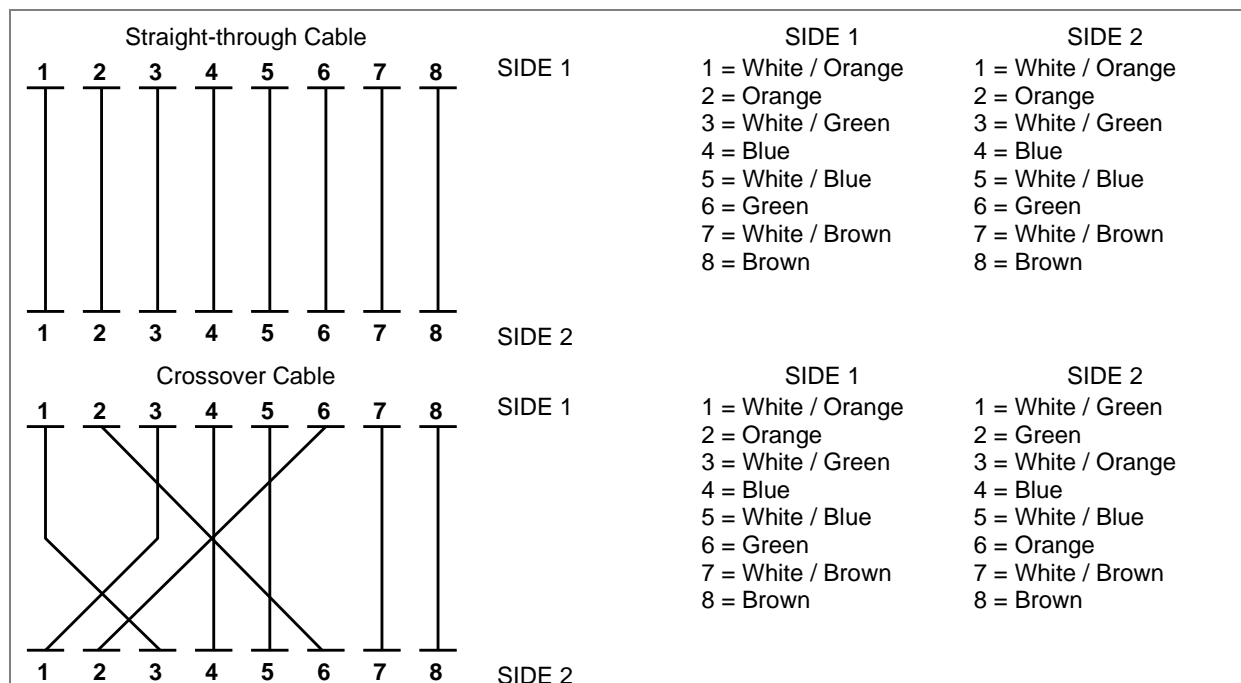 Straight-through Cable
1 2 3 4 5 6 7 8 SIDE 1
1 2 3 4 5 6 7 8 SIDE 2
SIDE 1 SIDE 2
1 = White / Orange 1 = White / Orange
2 = Orange 2 = Orange
3 = White / Green 3 = White / Green
4 = Blue 4 = Blue
5 = White / Blue 5 = White / Blue
6 = Green 6 = Green
7 = White / Brown 7 = White / Brown
8 = Brown 8 = Brown
Crossover Cable
1 2 3 4 5 6 7 8 SIDE 1
1 2 3 4 5 6 7 8 SIDE 2
SIDE 1 SIDE 2
1 = White / Orange 1 = White / Green
2 = Orange 2 = Green
3 = White / Green 3 = White / Orange
4 = Blue 4 = Blue
5 = White / Blue 5 = White / Blue
6 = Green 6 = Orange
7 = White / Brown 7 = White / Brown
8 = Brown 8 = Brown